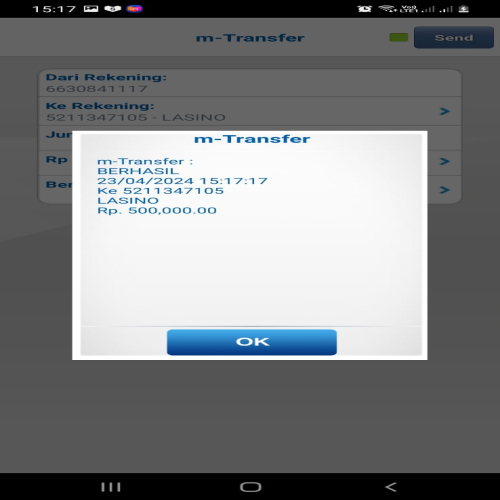 15:17
m-Transfer
Send
Dari Rekening:
6630841117
Ke Rekening:
5211347105 - LASINO
Jur
Rp
Ber
m-Transfer
m-Transfer :
BERHASIL
23/04/2024 15:17:17
Ke 5211347105
LASINO
Rp. 500,000.00
OK